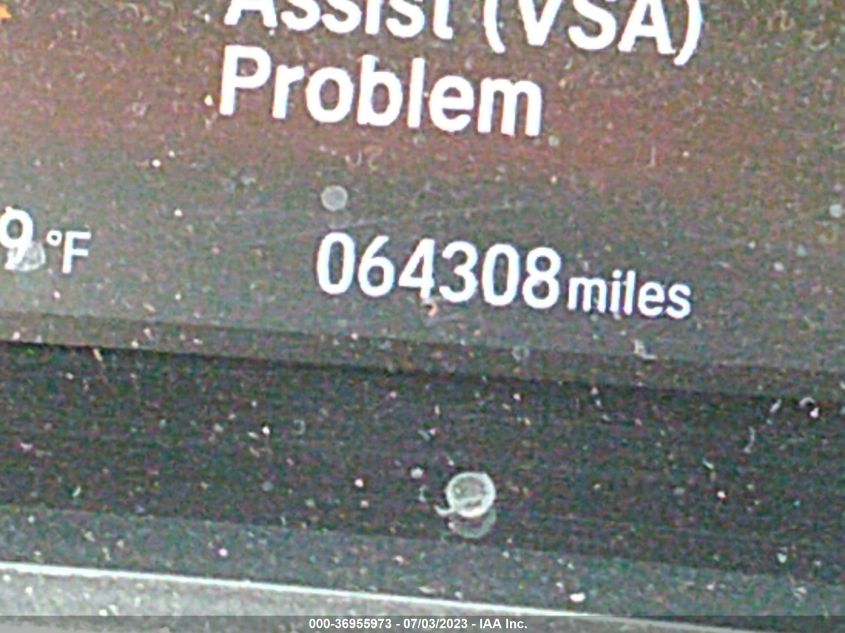 Assist (VSA)
Problem
9 °F
064308 miles
000-36955973 - 07/03/2023 - IAA Inc.